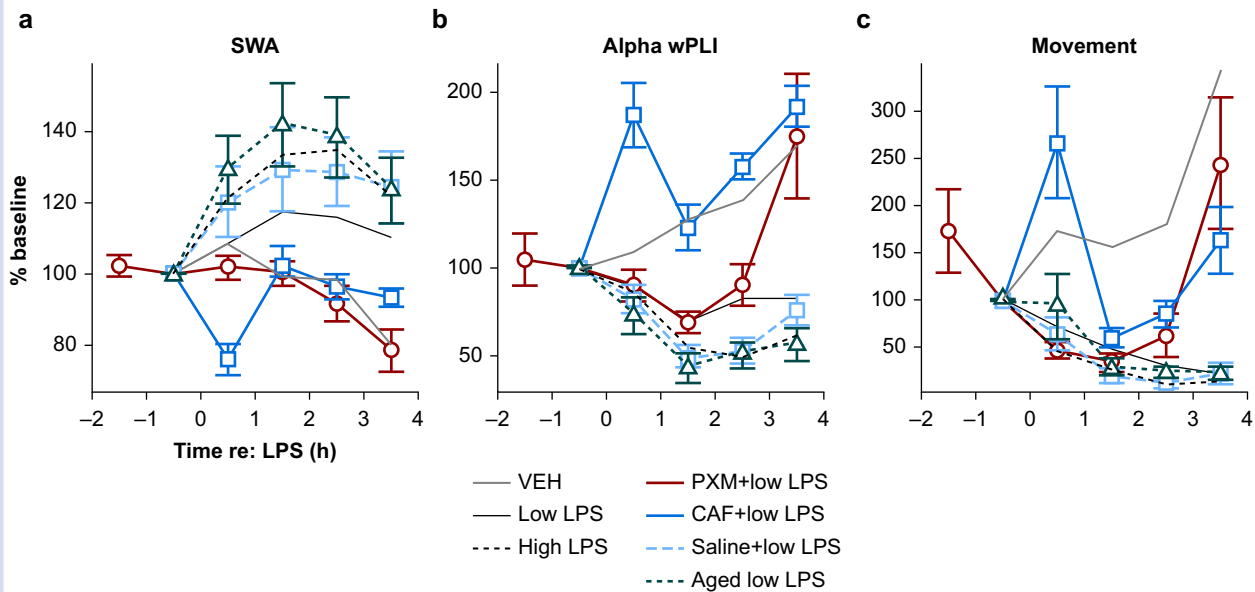 a
b
c
SWA
Alpha wPLI
Movement
% baseline
140
120
100
80
–2 –1 0 1 2 3 4
Time re: LPS (h)
200
150
100
50
–2 –1 0 1 2 3 4
300
250
200
150
100
50
–2 –1 0 1 2 3 4
VEH
Low LPS
High LPS
PXM+low LPS
CAF+low LPS
Saline+low LPS
Aged low LPS